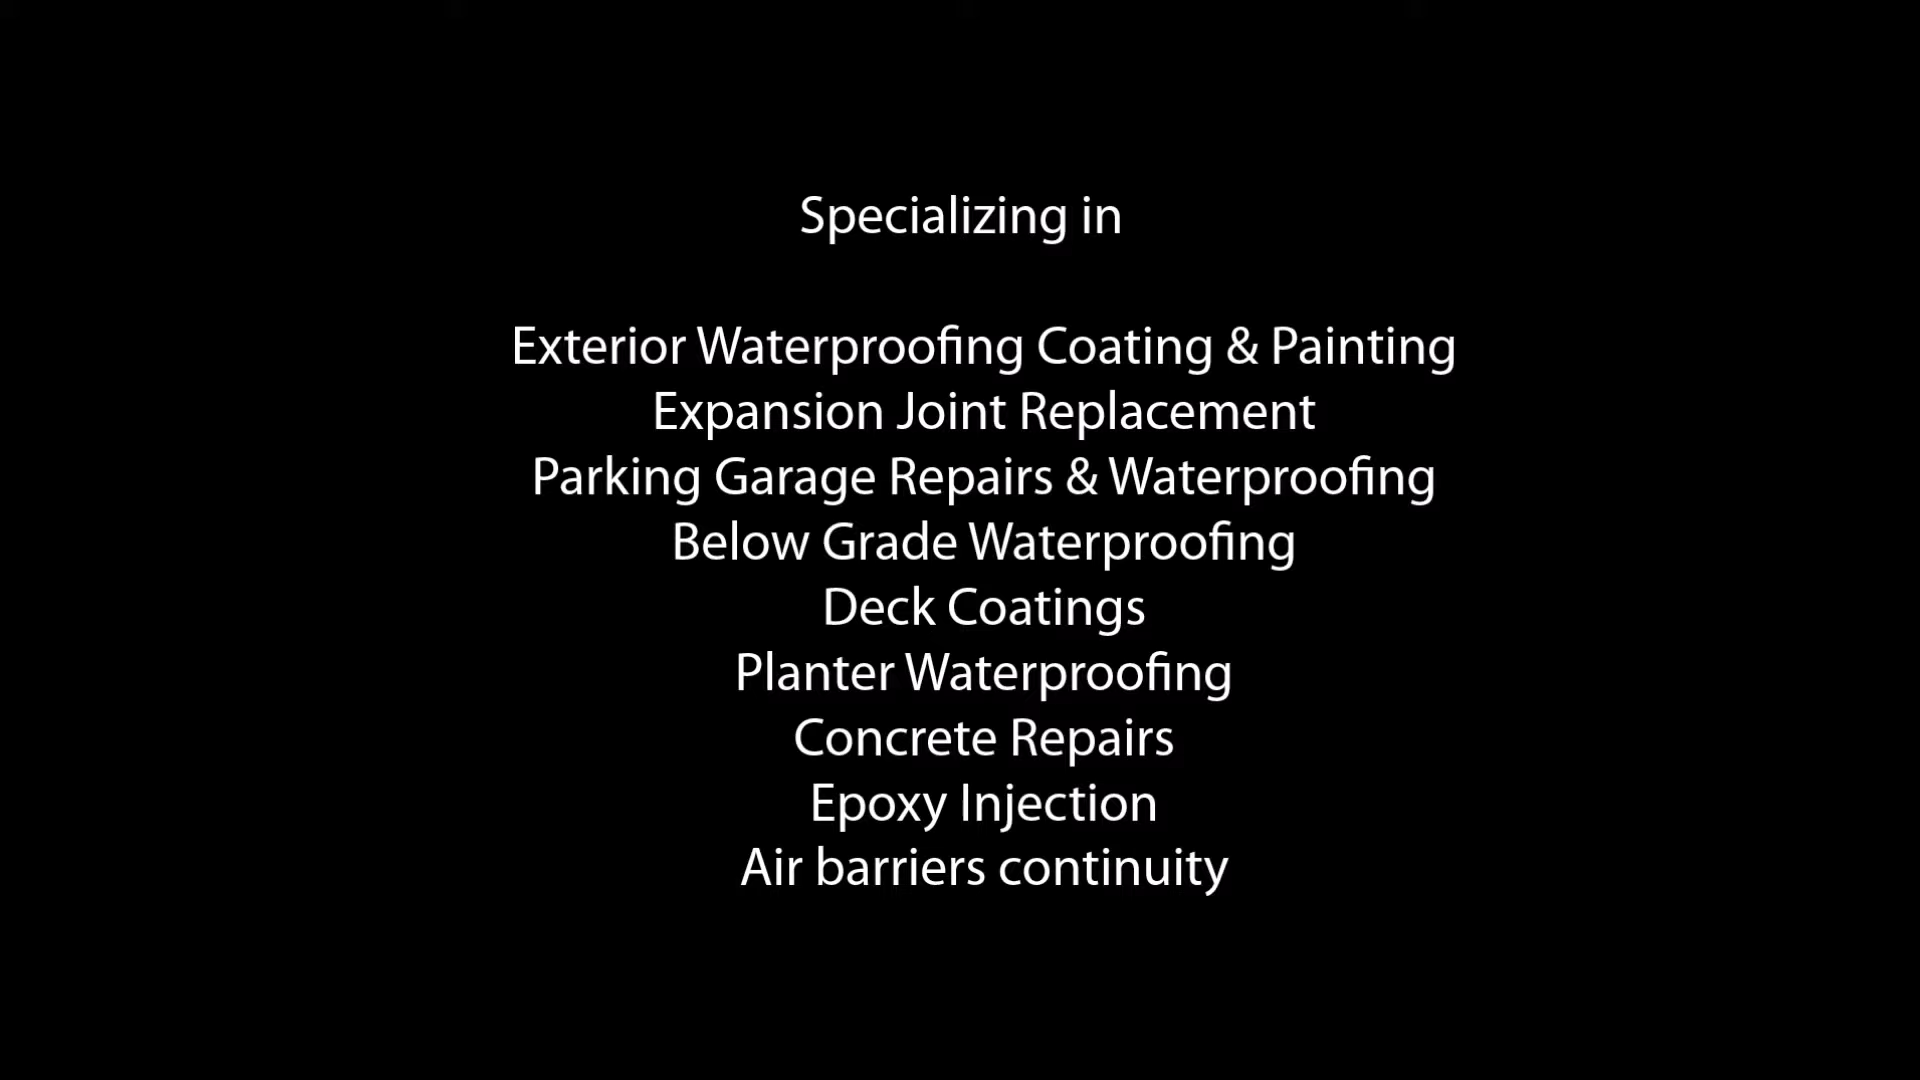 Specializing in
Exterior Waterproofing Coating & Painting
Expansion Joint Replacement
Parking Garage Repairs & Waterproofing
Below Grade Waterproofing
Deck Coatings
Planter Waterproofing
Concrete Repairs
Epoxy Injection
Air barriers continuity